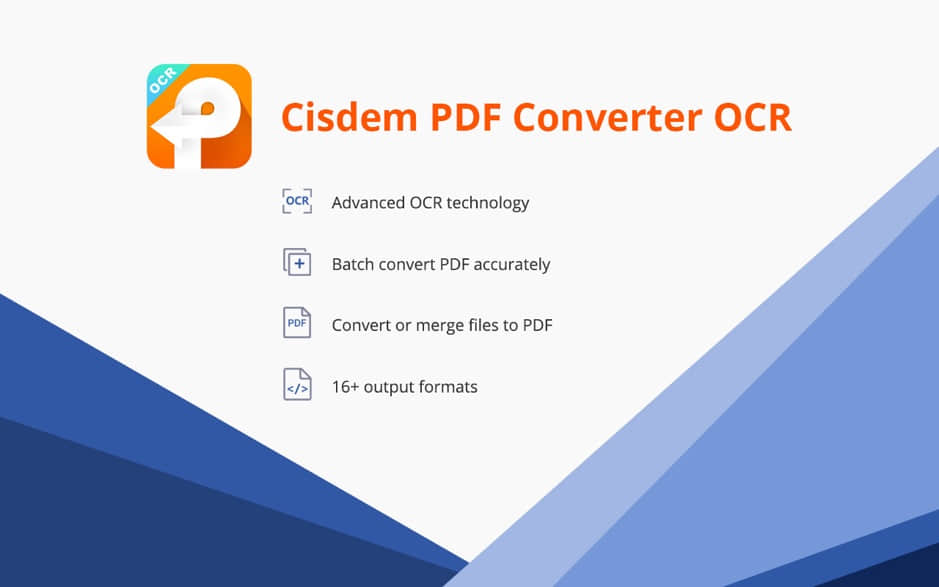 OCR
Cisdem PDF Converter OCR
OCR
Advanced OCR technology
Batch convert PDF accurately
PDF
Convert or merge files to PDF
</>
16+ output formats